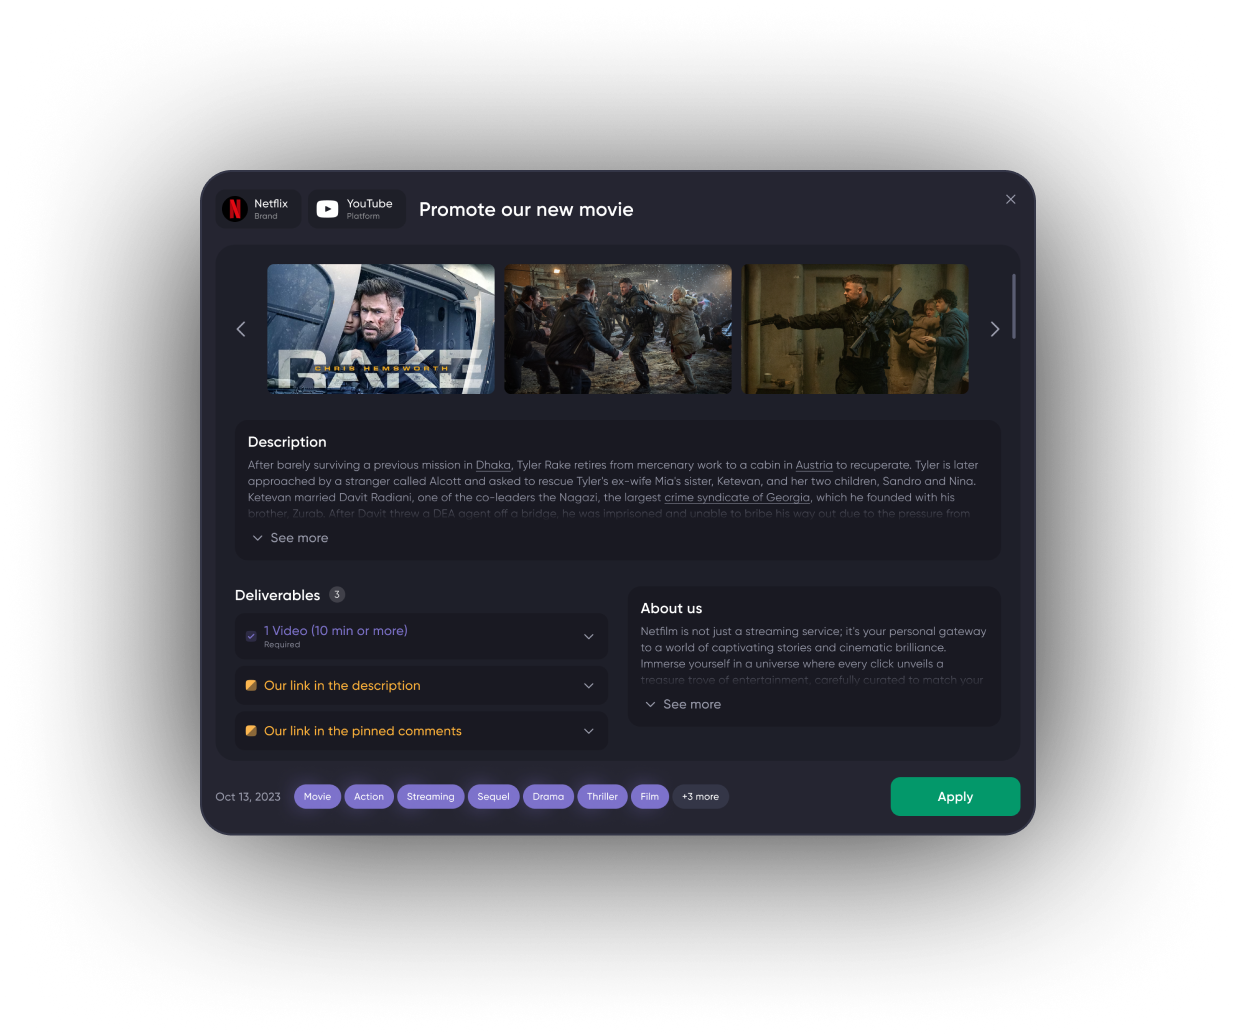 Netflix
Brand
YouTube
Platform
Promote our new movie
RAKE
CHRIS HEMSWORTH
Description
After barely surviving a previous mission in Dhaka, Tyler Rake retires from mercenary work to a cabin in Austria to recuperate. Tyler is later
approached by a stranger called Alcott and asked to rescue Tyler's ex-wife Mia's sister, Ketevan, and her two children, Sandro and Nina.
Ketevan married Davit Radiani, one of the co-leaders the Nagazi, the largest crime syndicate of Georgia, which he founded with his
brother, Zurab. After Davit threw a DEA agent off a bridge, he was imprisoned and unable to bribe his way out due to the pressure from
See more
Deliverables 3
1 Video (10 min or more)
Required
Our link in the description
Our link in the pinned comments
About us
Netfilm is not just a streaming service; it's your personal gateway
to a world of captivating stories and cinematic brilliance.
Immerse yourself in a universe where every click unveils a
treasure trove of entertainment, carefully curated to match your
See more
Oct 13, 2023
Movie
Action
Streaming
Sequel
Drama
Thriller
Film
+3 more
Apply